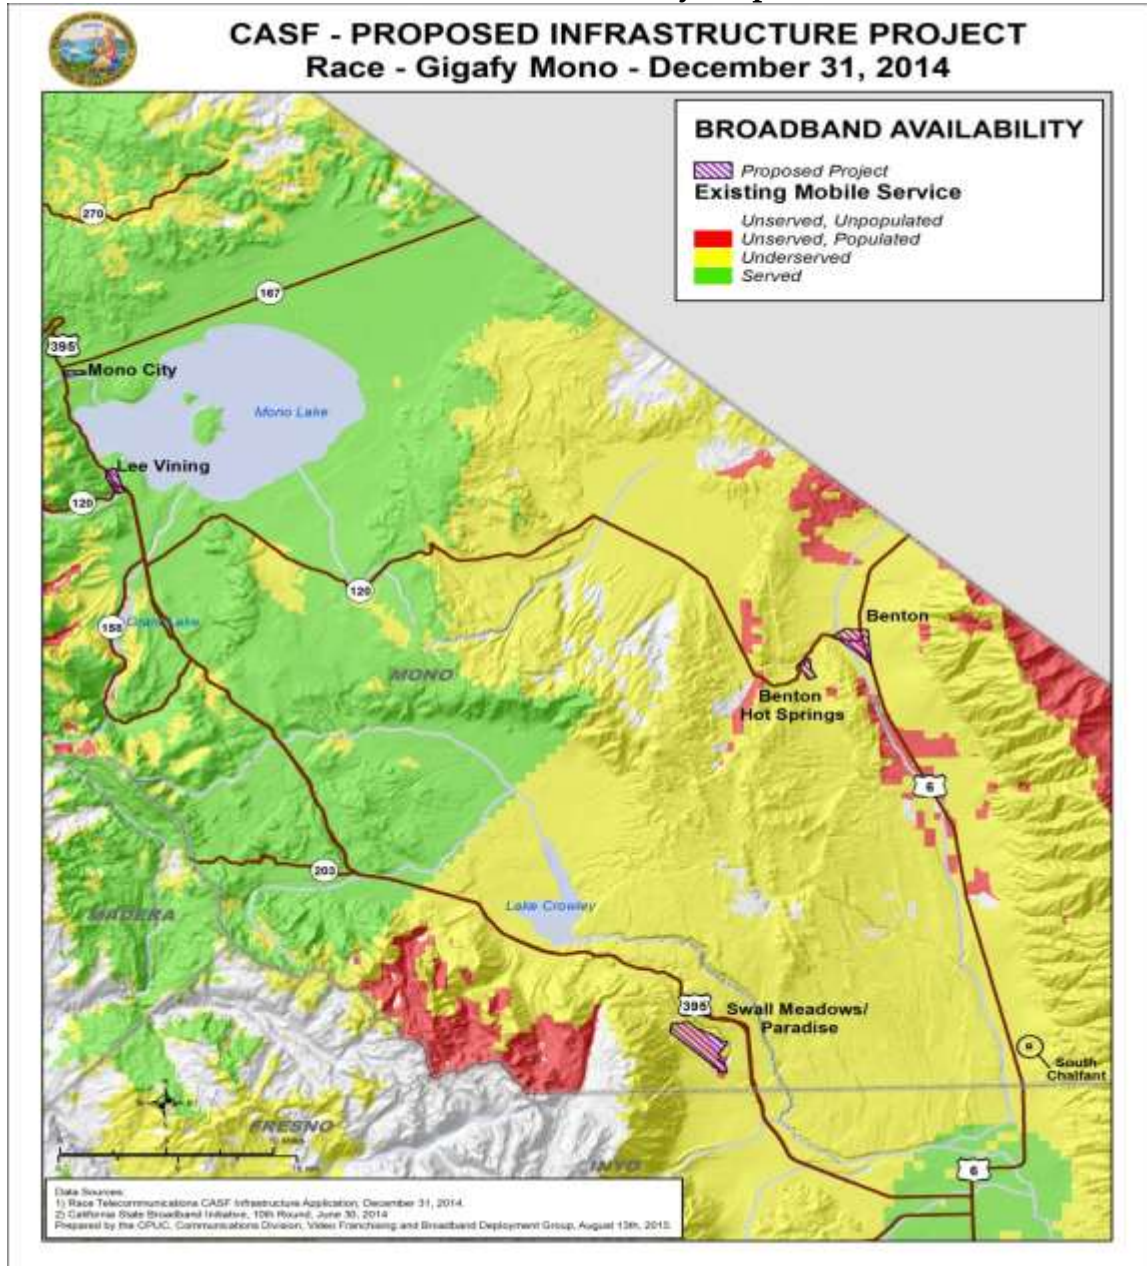 CASF - PROPOSED INFRASTRUCTURE PROJECT
Race - Gigafy Mono - December 31, 2014
BROADBAND AVAILABILITY
Proposed Project
Existing Mobile Service
Unserved, Unpopulated
Unserved, Populated
Underserved
Served
270
167
395
Mono City
Mono Lake
Lee Vining
120
120
158
Grant Lake
MONO
Benton
Benton
Hot Springs
6
203
MADERA
Lake Crowley
395
Swall Meadows/
Paradise
South
Chalfant
FRESNO
INYO
6
Data Sources:
1) Race Telecommunications CASF Infrastructure Application, December 31, 2014.
2) California State Broadband Initiative, 10th Round, June 30, 2014
Prepared by the CPUC, Communications Division, Video Franchising and Broadband Deployment Group, August 13th, 2015.